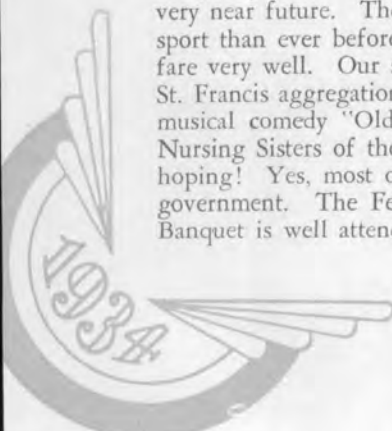 very near future. The
sport than ever before
fare very well. Our
St. Francis aggregation
musical comedy "Old
Nursing Sisters of the
hoping! Yes, most o
government. The Fe
Banquet is well atten
1934